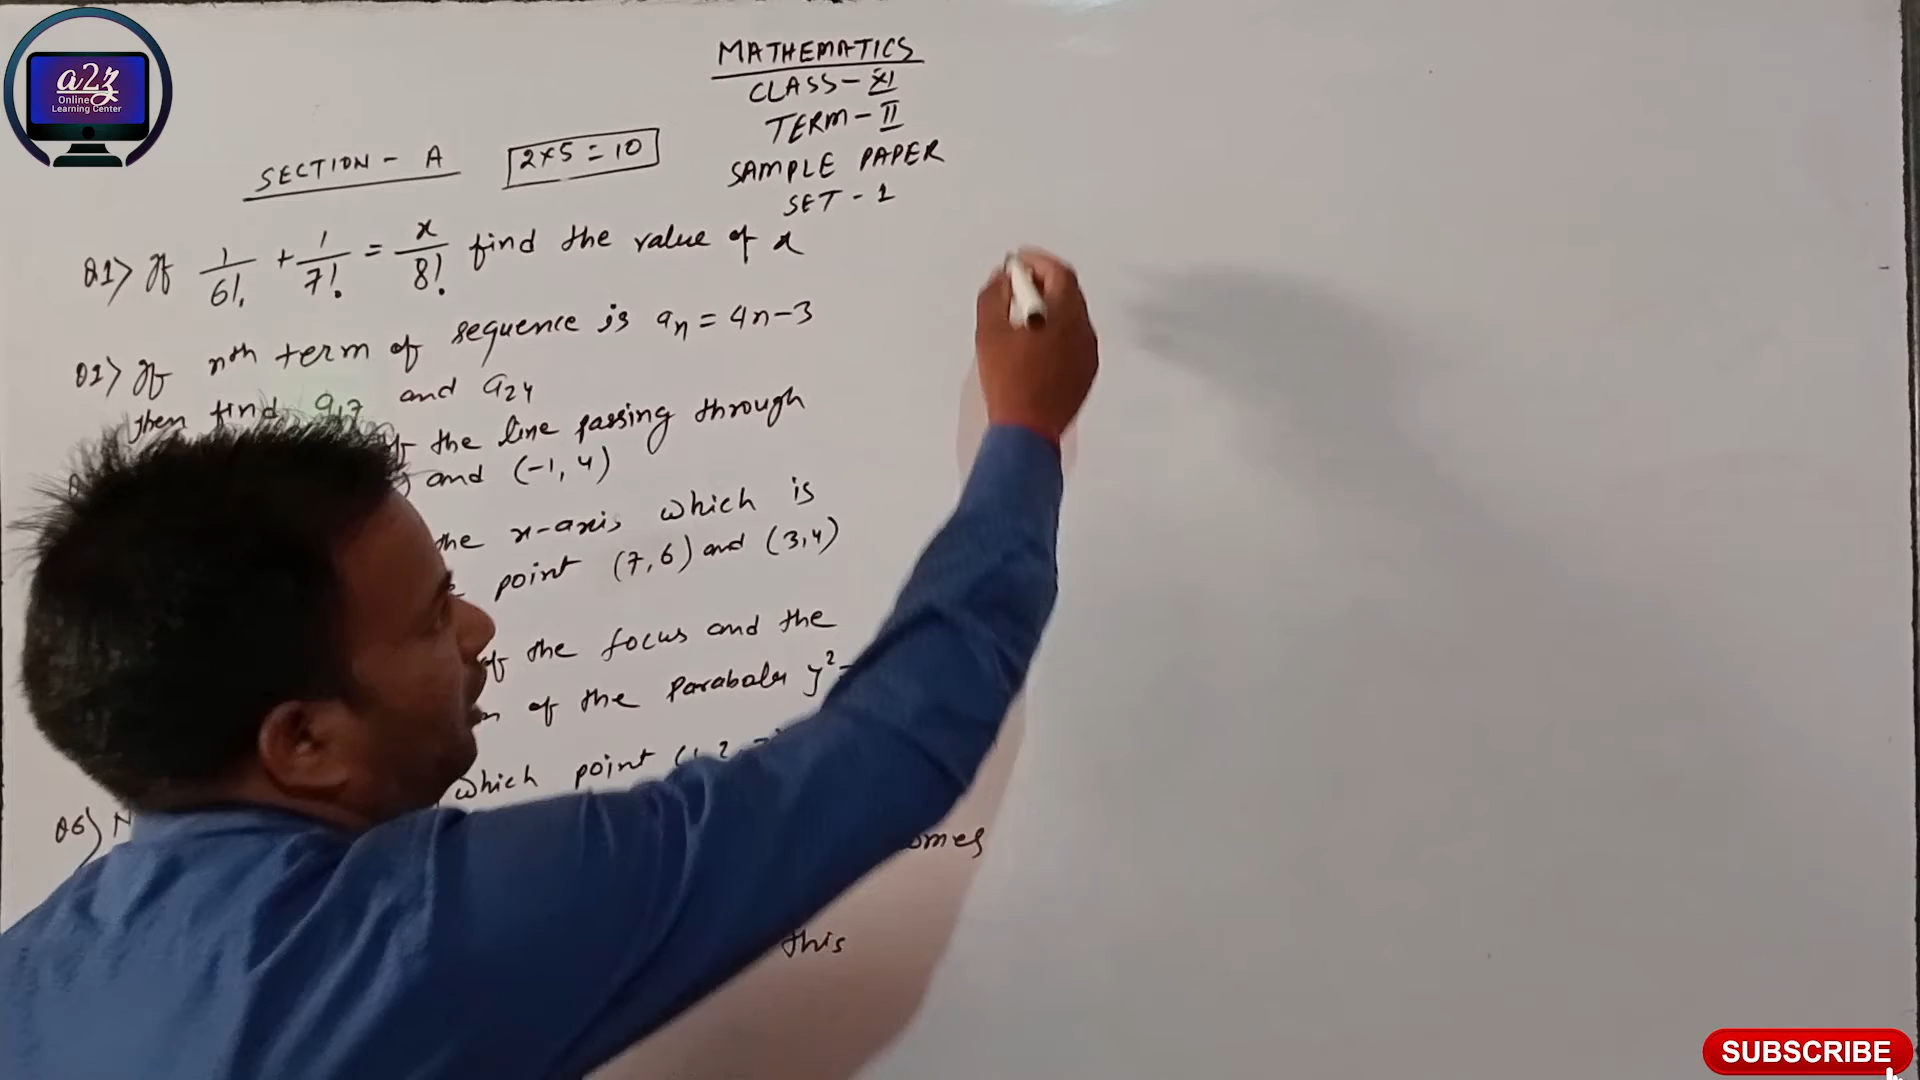 a2z
Online
Learning Center
MATHEMATICS
CLASS - XI
TERM - II
SAMPLE PAPER
SET - 1
SECTION - A 2×5 = 10
Q1> If 1/6! + 1/7! = x/8! find the value of x
Q2> If nth term of sequence is an = 4n-3
then find a17 and a24
the line passing through
and (-1, 4)
the x-axis which is
point (7, 6) and (3, 4)
of the focus and the
of the Parabola y²
which point
Q6)
omes
this
SUBSCRIBE